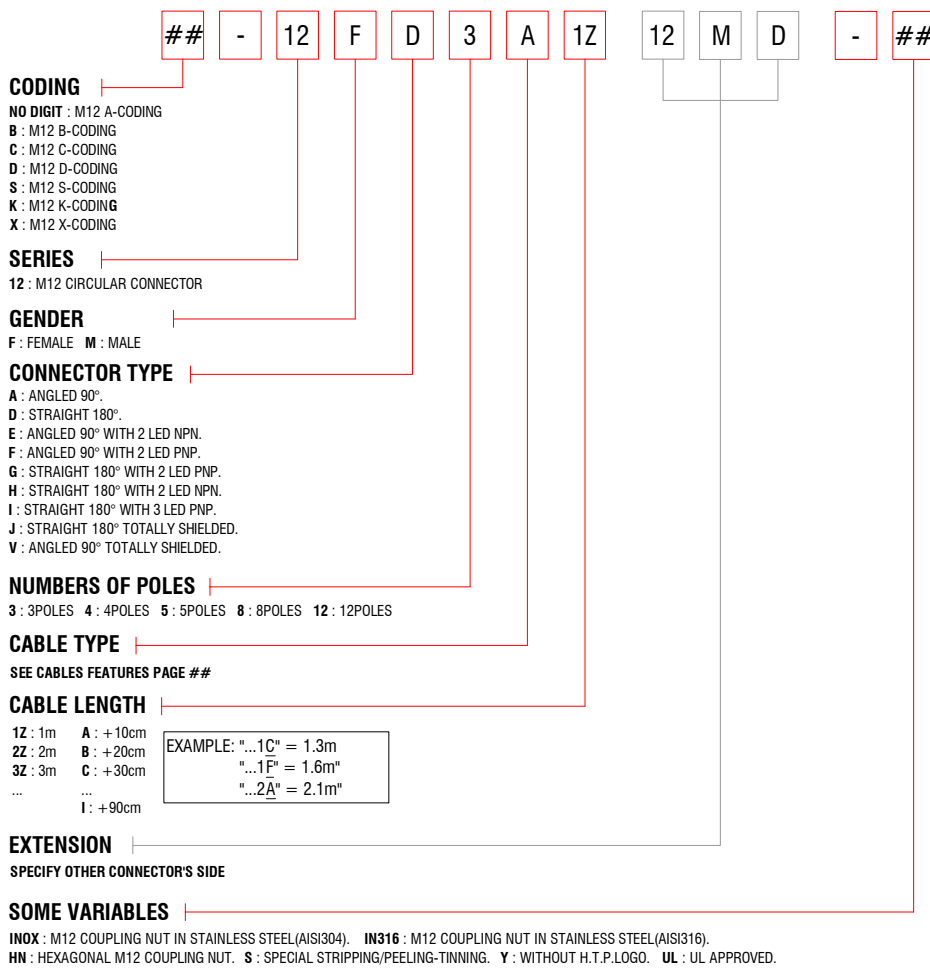 ## - 12 F D 3 A 1Z 12 M D - ##
CODING
NO DIGIT : M12 A-CODING
B : M12 B-CODING
C : M12 C-CODING
D : M12 D-CODING
S : M12 S-CODING
K : M12 K-CODING
X : M12 X-CODING
SERIES
12 : M12 CIRCULAR CONNECTOR
GENDER
F : FEMALE M : MALE
CONNECTOR TYPE
A : ANGLED 90°.
D : STRAIGHT 180°.
E : ANGLED 90° WITH 2 LED NPN.
F : ANGLED 90° WITH 2 LED PNP.
G : STRAIGHT 180° WITH 2 LED PNP.
H : STRAIGHT 180° WITH 2 LED NPN.
I : STRAIGHT 180° WITH 3 LED PNP.
J : STRAIGHT 180° TOTALLY SHIELDED.
V : ANGLED 90° TOTALLY SHIELDED.
NUMBERS OF POLES
3 : 3POLES 4 : 4POLES 5 : 5POLES 8 : 8POLES 12 : 12POLES
CABLE TYPE
SEE CABLES FEATURES PAGE ##
CABLE LENGTH
1Z : 1m A : +10cm
2Z : 2m B : +20cm
3Z : 3m C : +30cm
... ...
I : +90cm
EXAMPLE: "...1C" = 1.3m
"...1F" = 1.6m"
"...2A" = 2.1m"
EXTENSION
SPECIFY OTHER CONNECTOR'S SIDE
SOME VARIABLES
INOX : M12 COUPLING NUT IN STAINLESS STEEL(AISI304). IN316 : M12 COUPLING NUT IN STAINLESS STEEL(AISI316).
HN : HEXAGONAL M12 COUPLING NUT. S : SPECIAL STRIPPING/PEELING-TINNING. Y : WITHOUT H.T.P.LOGO. UL : UL APPROVED.